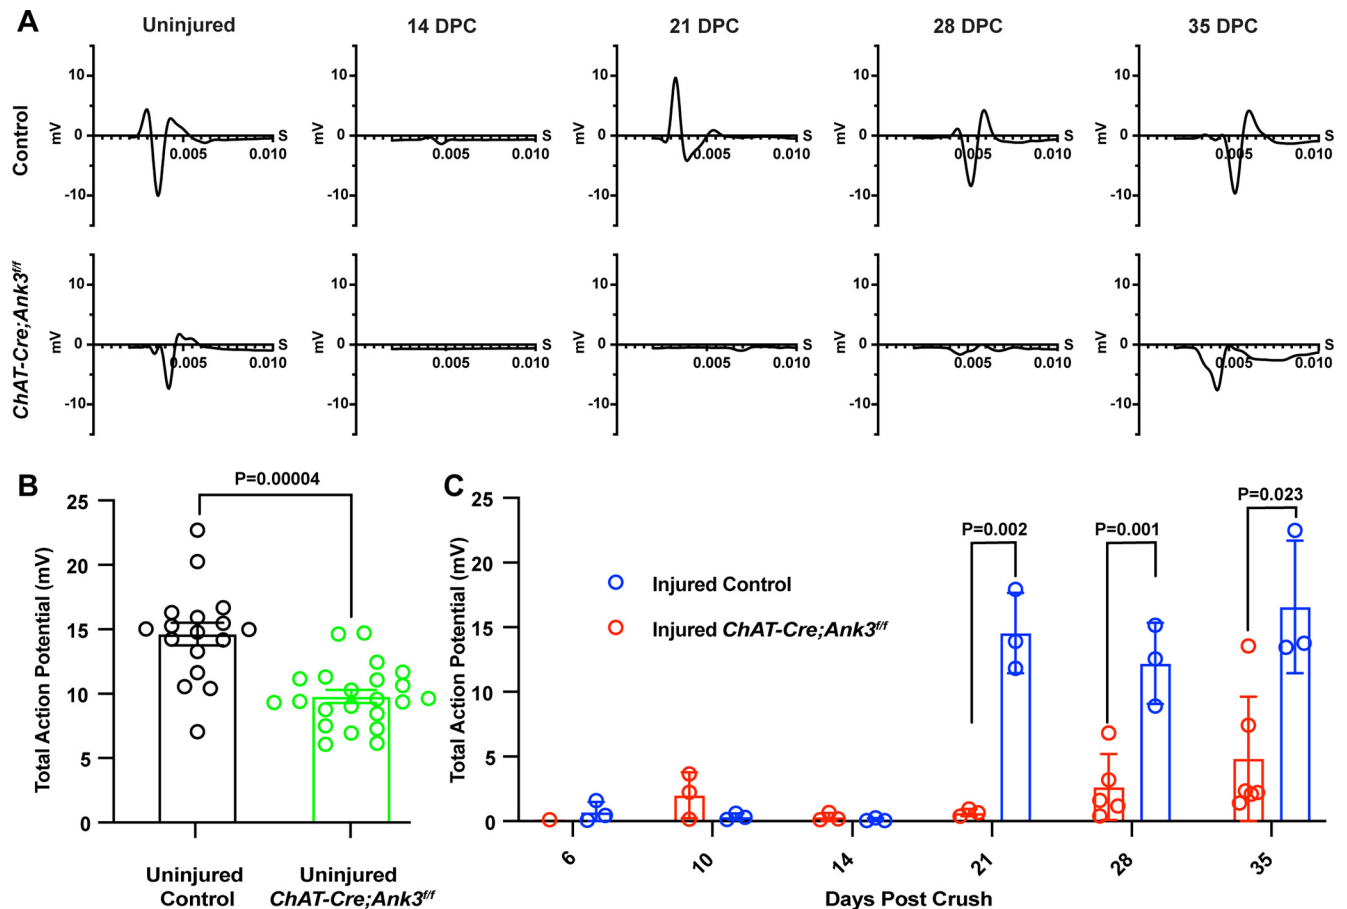 A
Uninjured
14 DPC
21 DPC
28 DPC
35 DPC
Control
mV
10
0
-10
0.005
0.010
S
mV
10
0
-10
0.005
0.010
S
mV
10
0
-10
0.005
0.010
S
mV
10
0
-10
0.005
0.010
S
mV
10
0
-10
0.005
0.010
S
ChAT-Cre;Ank3f/f
mV
10
0
-10
0.005
0.010
S
mV
10
0
-10
0.005
0.010
S
mV
10
0
-10
0.005
0.010
S
mV
10
0
-10
0.005
0.010
S
mV
10
0
-10
0.005
0.010
S
B
P=0.00004
Total Action Potential (mV)
25
20
15
10
5
0
Uninjured
Control
Uninjured
ChAT-Cre;Ank3f/f
C
Total Action Potential (mV)
25
20
15
10
5
0
Injured Control
Injured ChAT-Cre;Ank3f/f
P=0.002
P=0.001
P=0.023
6
10
14
21
28
35
Days Post Crush